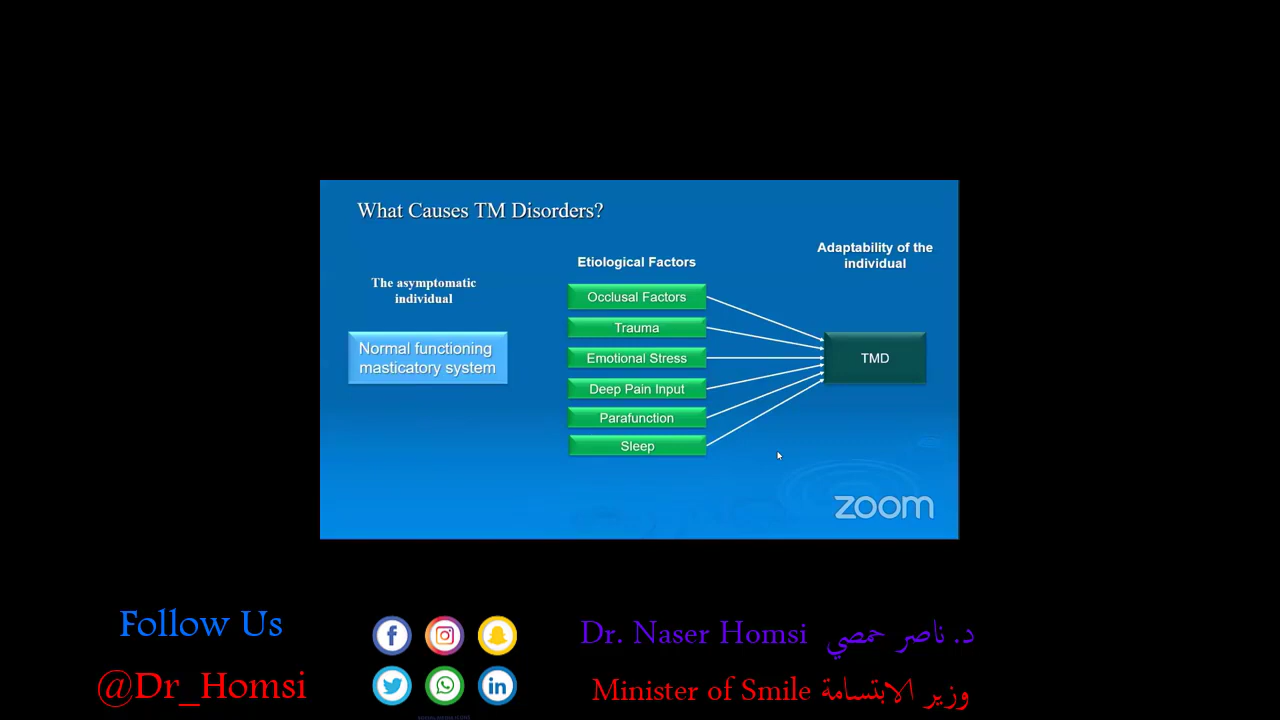 What Causes TM Disorders?
Adaptability of the
individual
Etiological Factors
The asymptomatic
individual
Normal functioning
masticatory system
Occlusal Factors
Trauma
Emotional Stress
Deep Pain Input
Parafunction
Sleep
TMD
zoom
Follow Us
@Dr_Homsi
Dr. Naser Homsi د. ناصر حمصي
Minister of Smile وزير الابتسامة